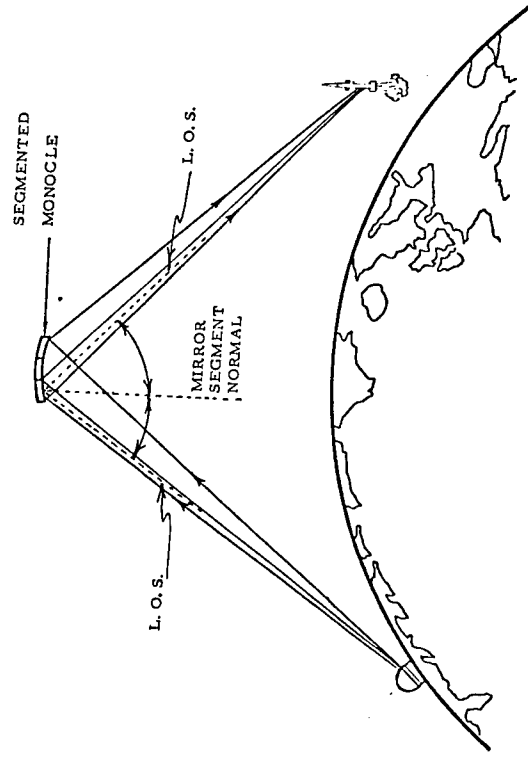 SEGMENTED
MONOCLE
L. O. S.
MIRROR
SEGMENT
NORMAL
L. O. S.